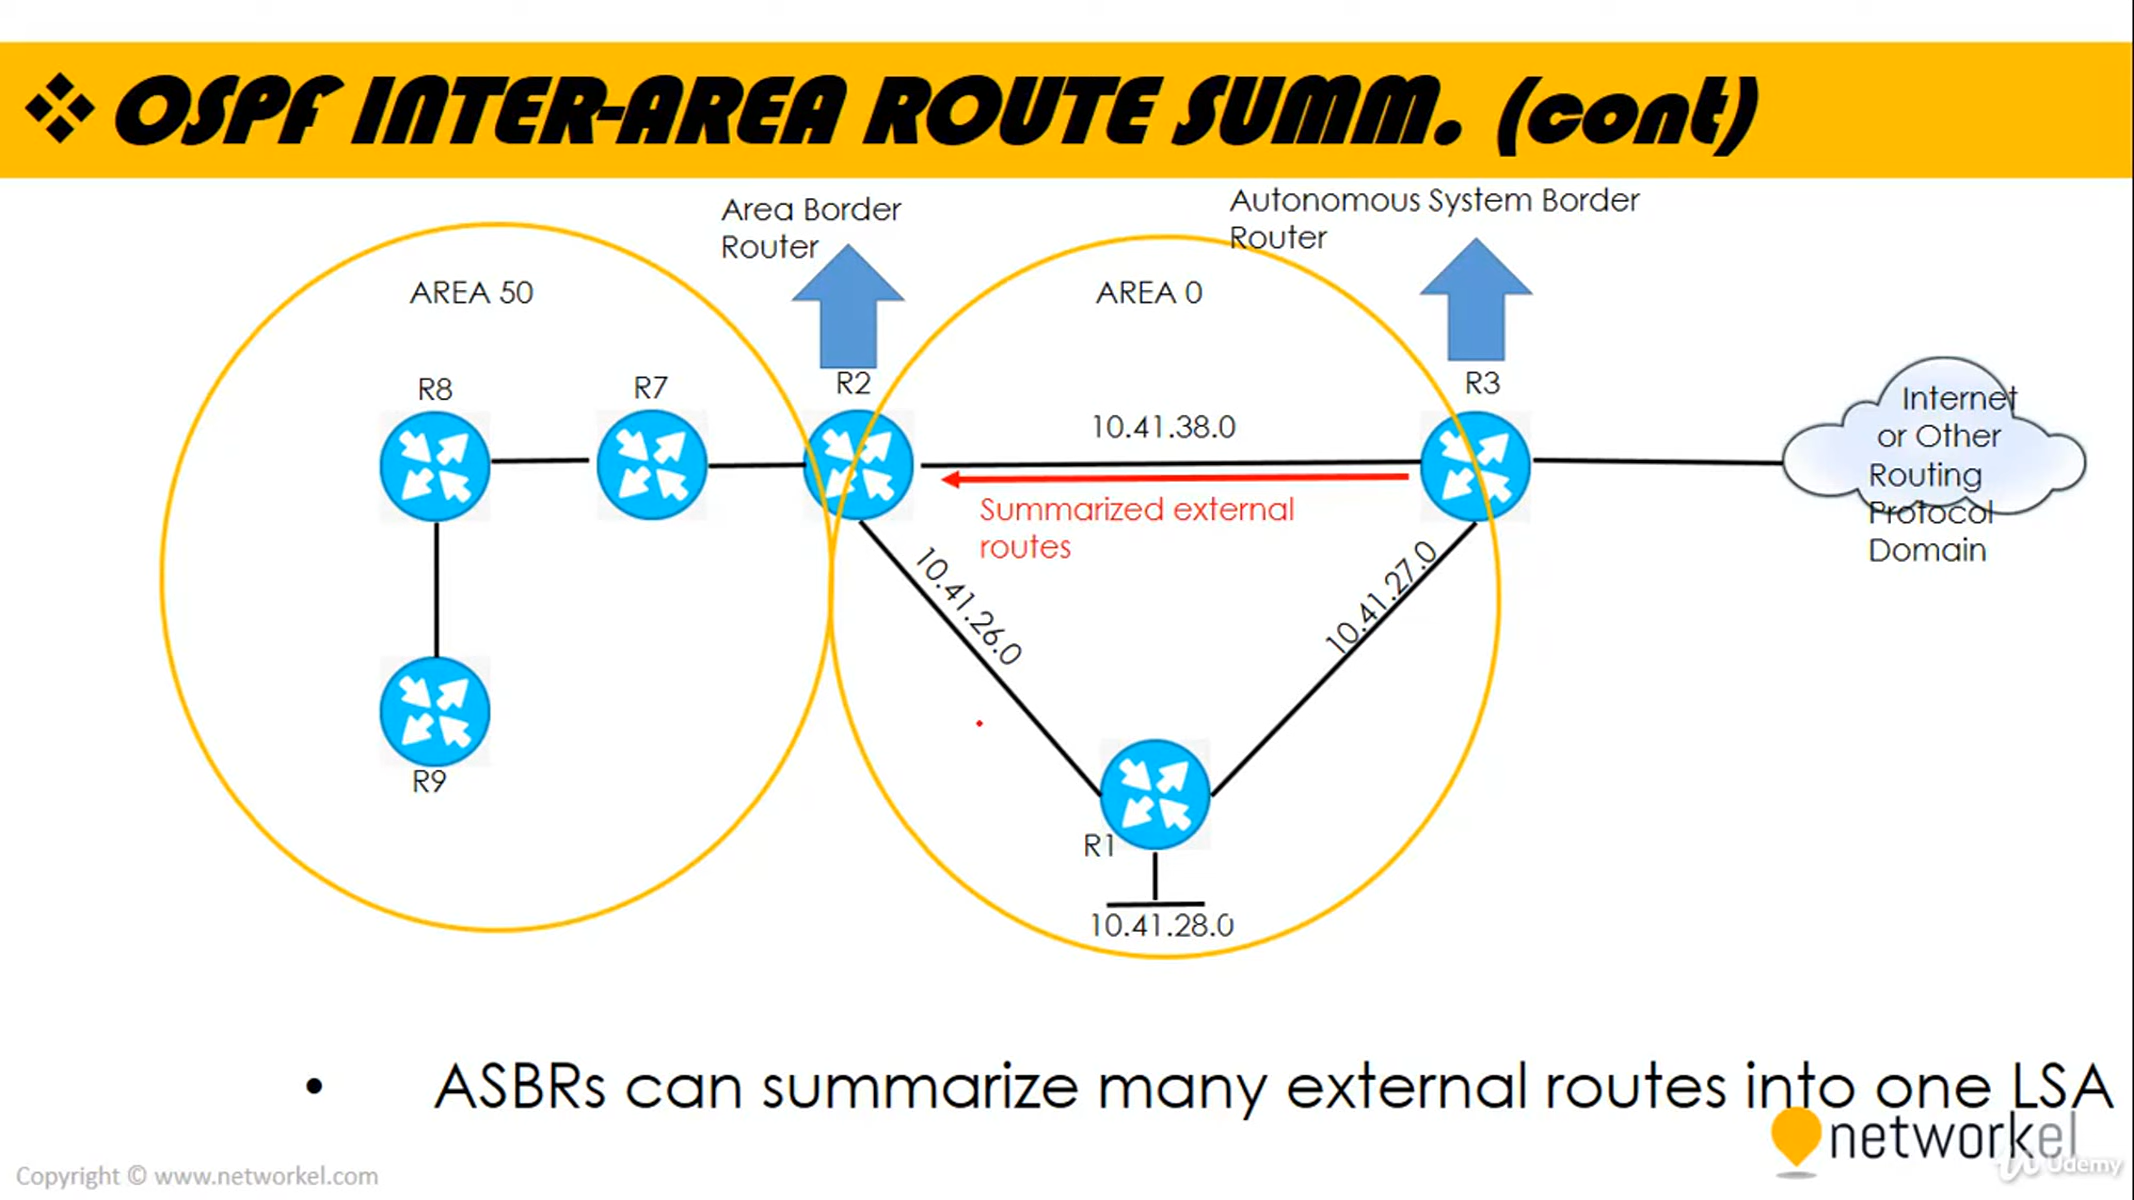 ❖ OSPF INTER-AREA ROUTE SUMM. (cont)
Area Border
Router
Autonomous System Border
Router
AREA 50
AREA 0
R8
R7
R2
R3
10.41.38.0
Internet
or Other
Routing
Protocol
Domain
Summarized external
routes
10.41.26.0
10.41.27.0
R9
R1
10.41.28.0
• ASBRs can summarize many external routes into one LSA
networkel
Udemy
Copyright © www.networkel.com